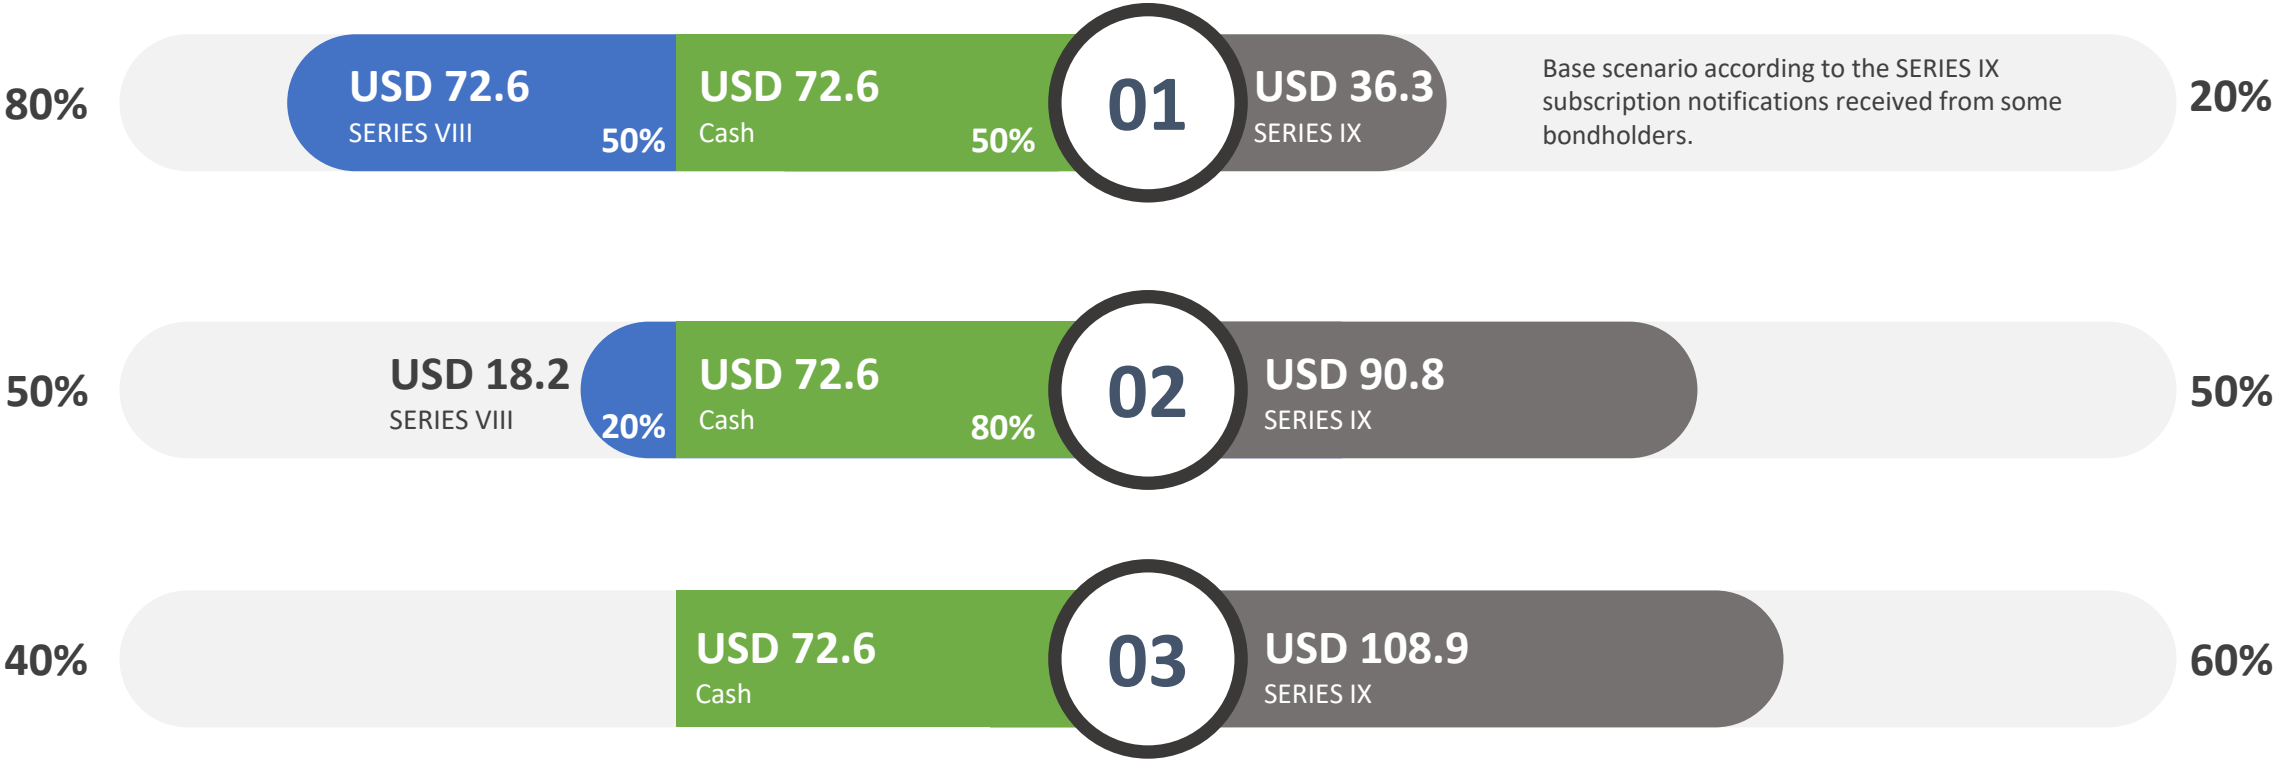 80%
USD 72.6
SERIES VIII
50%
USD 72.6
Cash
50%
01
USD 36.3
SERIES IX
Base scenario according to the SERIES IX
subscription notifications received from some
bondholders.
20%
50%
USD 18.2
SERIES VIII
20%
USD 72.6
Cash
80%
02
USD 90.8
SERIES IX
50%
40%
USD 72.6
Cash
03
USD 108.9
SERIES IX
60%